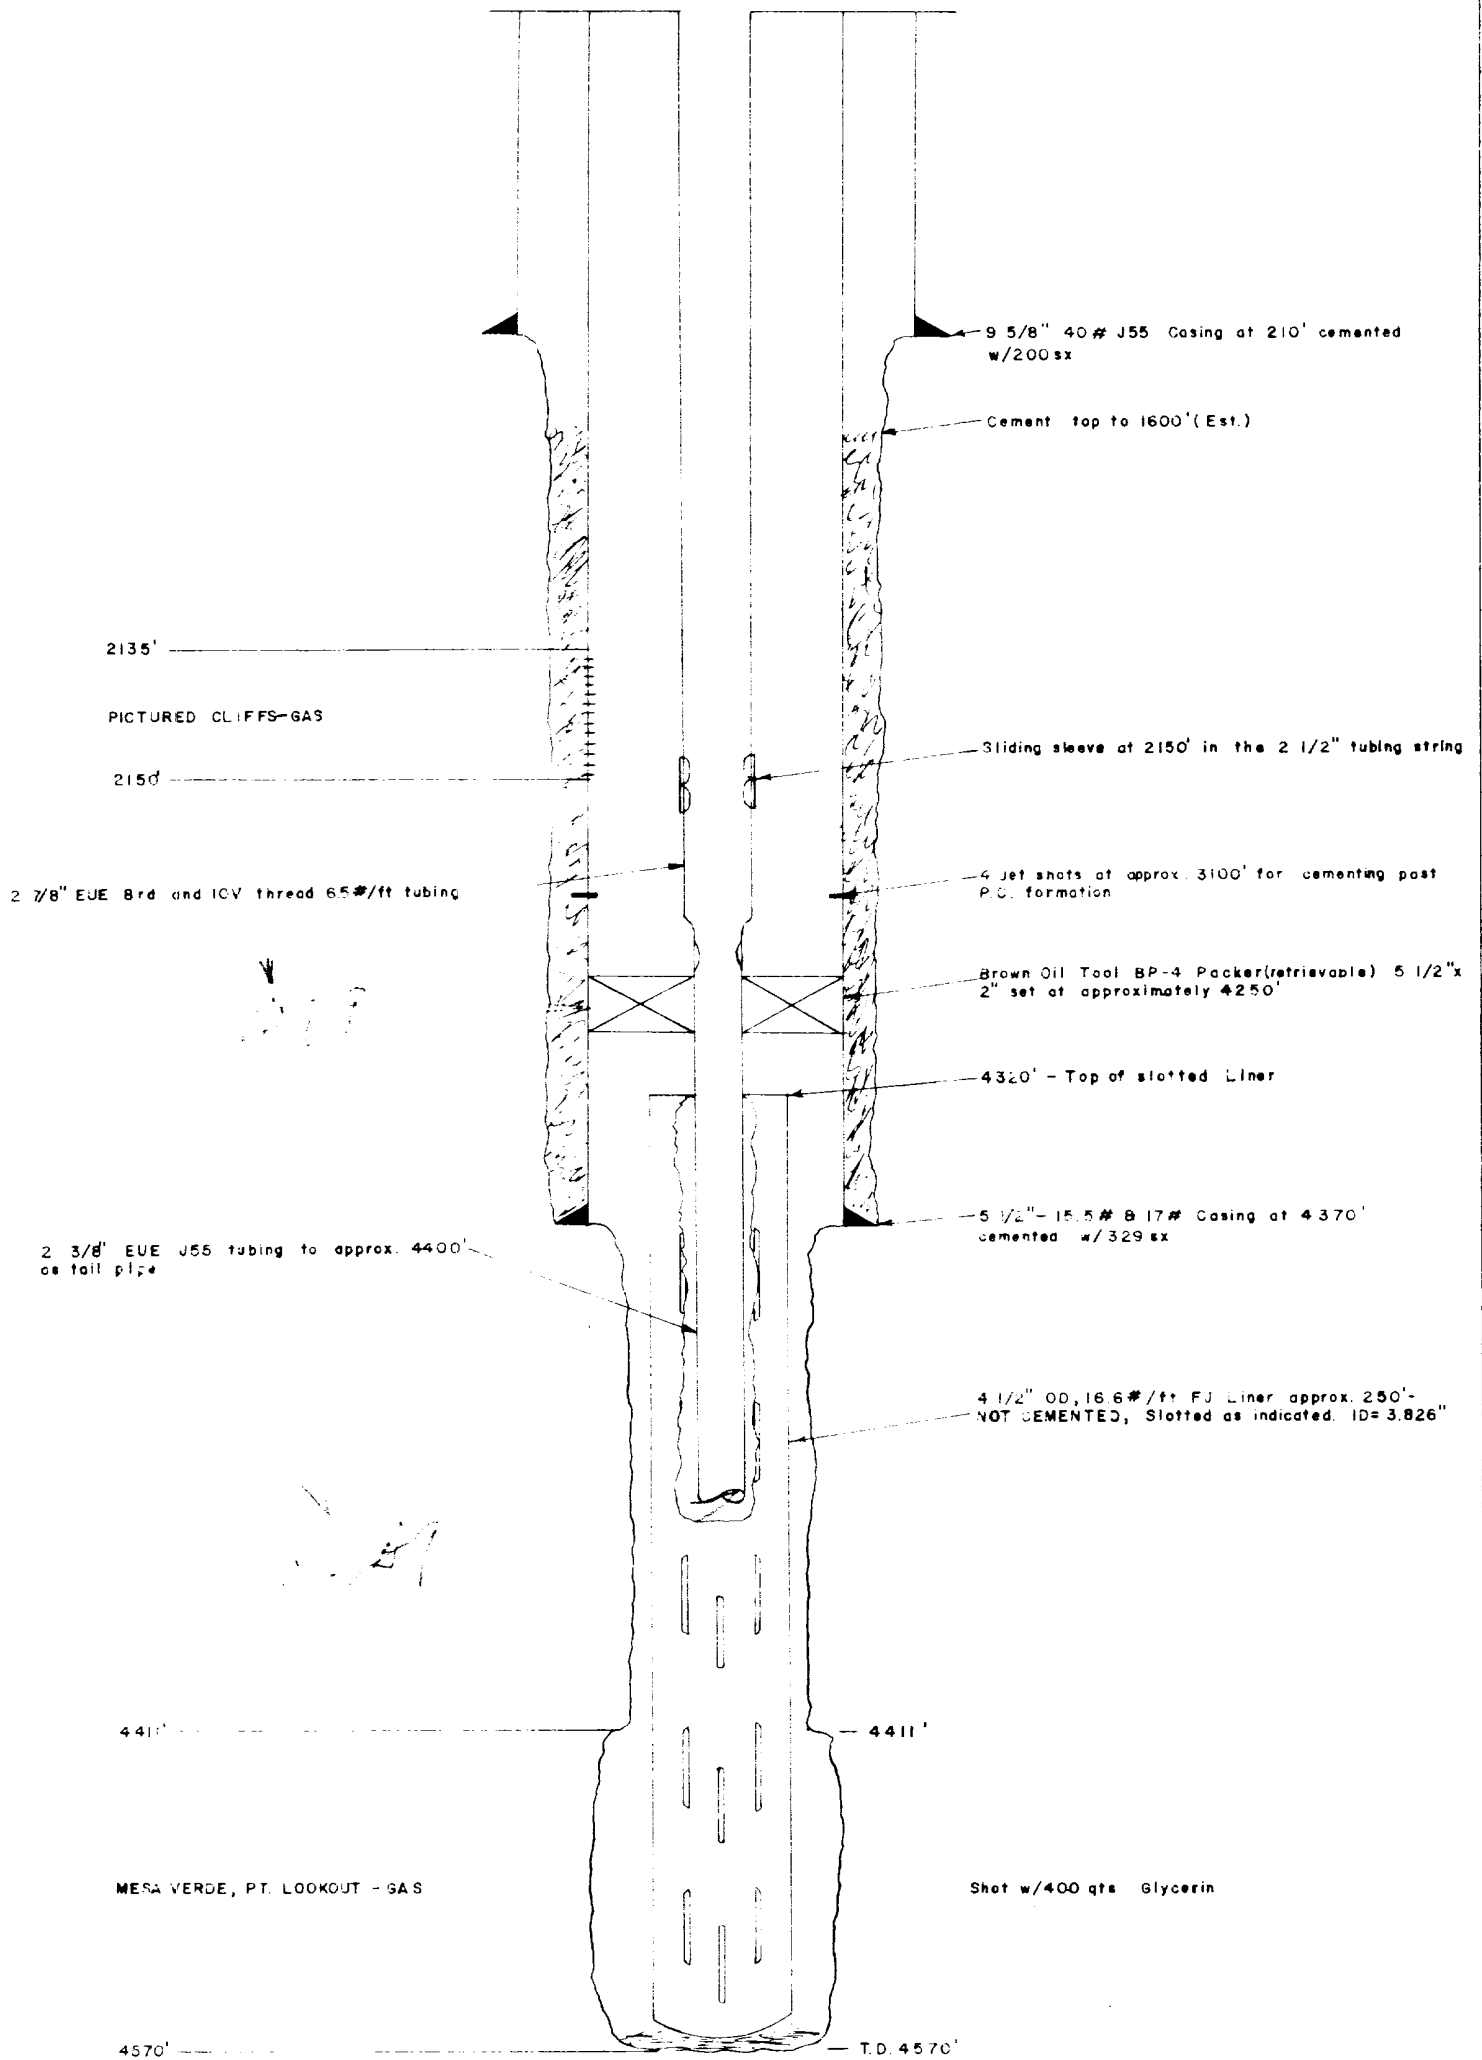 9 5/8" 40# J55 Casing at 210' cemented
w/200 sx
Cement top to 1600' (Est.)
2135'
PICTURED CLIFFS-GAS
Sliding sleeve at 2150' in the 2 1/2" tubing string
2150'
2 7/8" EUE 8rd and 10V thread 6.5#/ft tubing
4 Jet shots at approx. 3100' for cementing past
P.C. formation
Brown Oil Tool BP-4 Packer(retrievable) 5 1/2"x
2" set at approximately 4250'
4320' - Top of slotted Liner
5 1/2"- 15.5# & 17# Casing at 4370'
cemented w/ 329 sx
2 3/8" EUE J55 tubing to approx. 4400'
as tail pipe
4 1/2" OD, 16.6#/ft FJ Liner approx. 250'-
NOT CEMENTED, Slotted as indicated. ID= 3.826"
4411'
4411'
MESA VERDE, PT. LOOKOUT - GAS
Shot w/400 qts Glycerin
4570'
T.D. 4570'